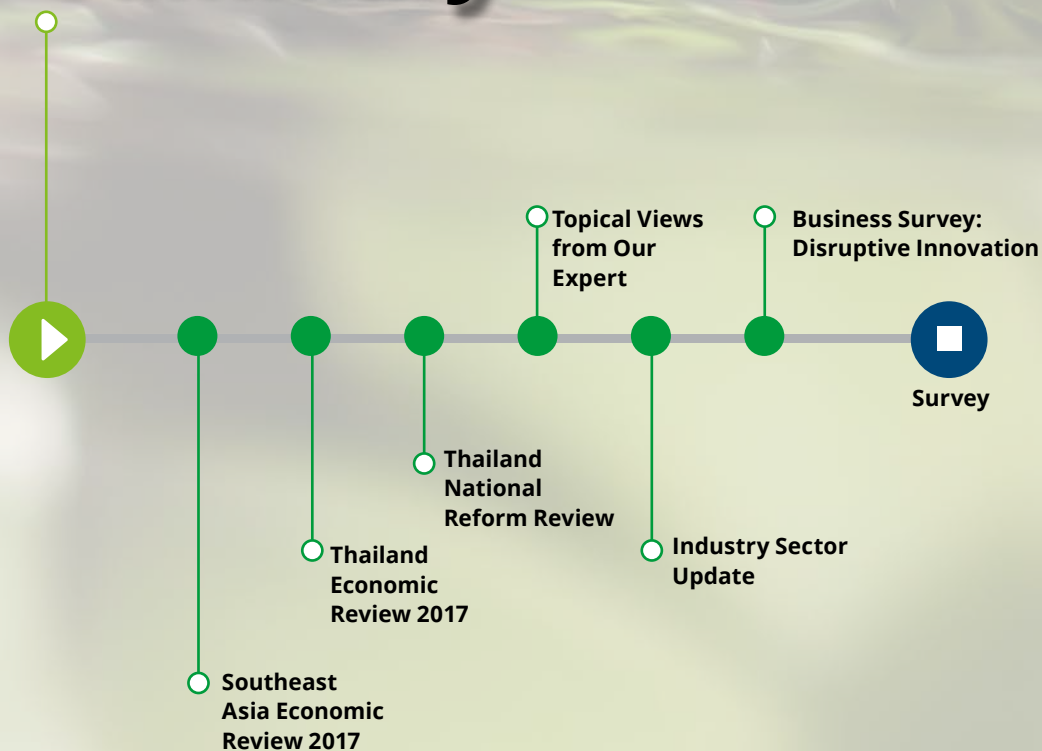 Topical Views
from Our
Expert
Business Survey:
Disruptive Innovation
Survey
Thailand
National
Reform Review
Industry Sector
Update
Thailand
Economic
Review 2017
Southeast
Asia Economic
Review 2017